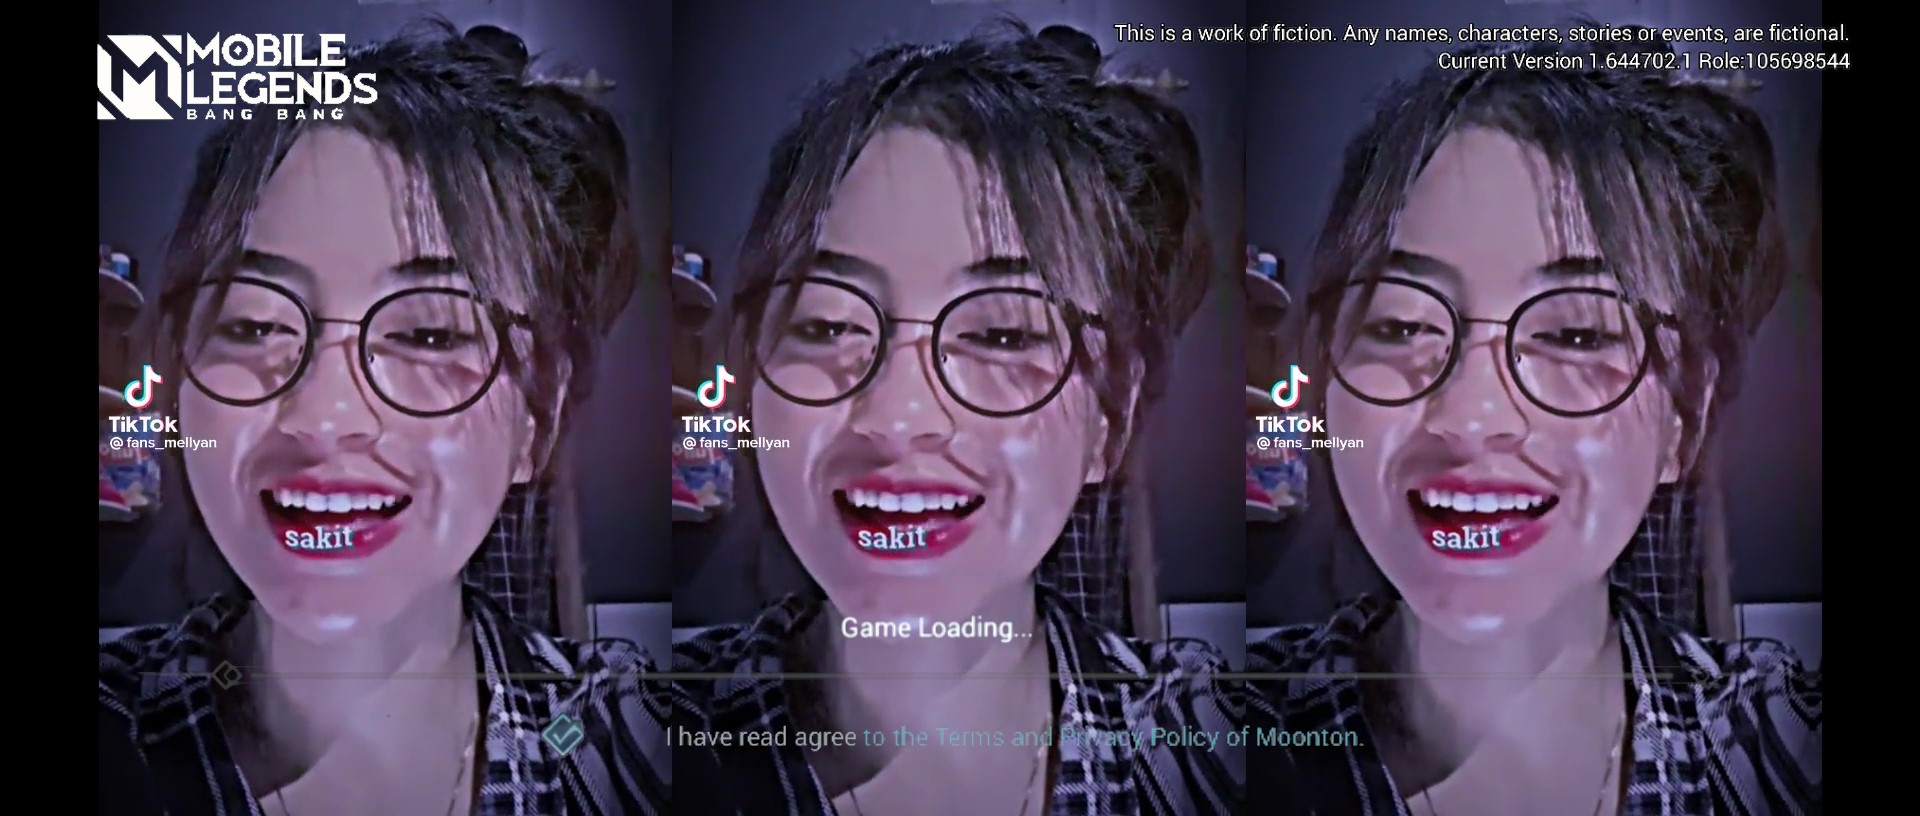 MOBILE
LEGENDS
BANG BANG
This is a work of fiction. Any names, characters, stories or events, are fictional.
Current Version 1.644702.1 Role:105698544
TikTok
@fans_mellyan
TikTok
@fans_mellyan
TikTok
@fans_mellyan
sakit
sakit
sakit
Game Loading...
I have read agree to the Terms and Privacy Policy of Moonton.